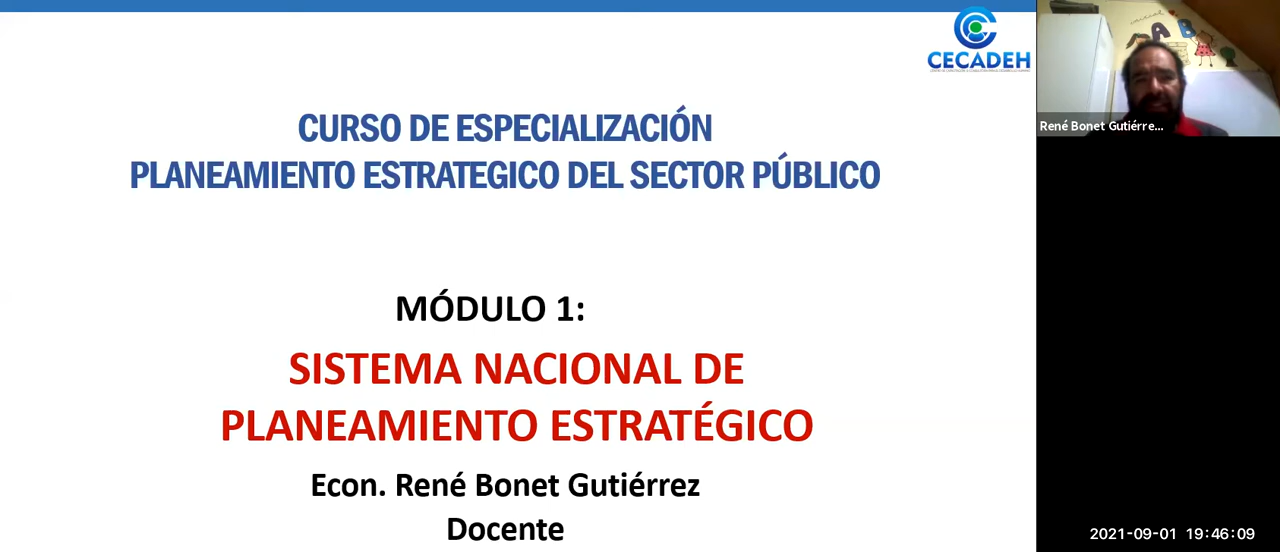 CECADEH
CURSO DE ESPECIALIZACIÓN
PLANEAMIENTO ESTRATEGICO DEL SECTOR PÚBLICO
MÓDULO 1:
SISTEMA NACIONAL DE
PLANEAMIENTO ESTRATÉGICO
Econ. René Bonet Gutiérrez
Docente
René Bonet Gutiérre...
2021-09-01 19:46:09